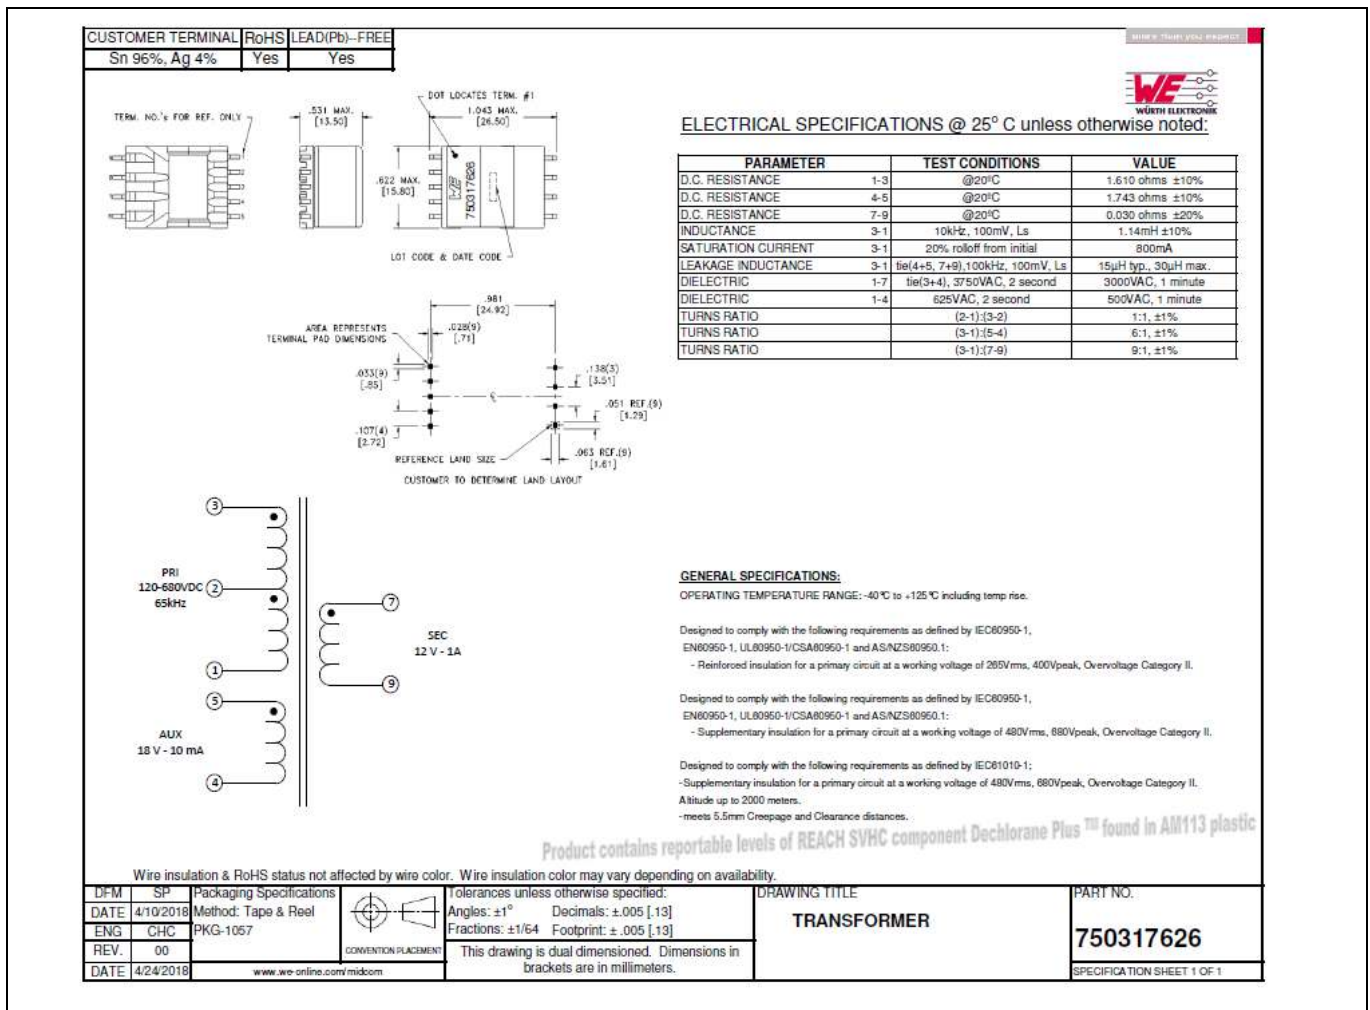 CUSTOMER TERMINAL RoHS LEAD(Pb)--FREE
Sn 96%, Ag 4% Yes Yes
more than you expect
WE
WÜRTH ELEKTRONIK
TERM. NO.'s FOR REF. ONLY
.531 MAX.
[13.50]
DOT LOCATES TERM. #1
1.043 MAX.
[26.50]
.622 MAX.
[15.80]
WE
750317626
LOT CODE & DATE CODE
ELECTRICAL SPECIFICATIONS @ 25° C unless otherwise noted:
PARAMETER TEST CONDITIONS VALUE
D.C. RESISTANCE 1-3 @20ºC 1.610 ohms ±10%
D.C. RESISTANCE 4-5 @20ºC 1.743 ohms ±10%
D.C. RESISTANCE 7-9 @20ºC 0.030 ohms ±20%
INDUCTANCE 3-1 10kHz, 100mV, Ls 1.14mH ±10%
SATURATION CURRENT 3-1 20% rolloff from initial 800mA
LEAKAGE INDUCTANCE 3-1 tie(4+5, 7+9),100kHz, 100mV, Ls 15µH typ., 30µH max.
DIELECTRIC 1-7 tie(3+4), 3750VAC, 2 second 3000VAC, 1 minute
DIELECTRIC 1-4 625VAC, 2 second 500VAC, 1 minute
TURNS RATIO (2-1):(3-2) 1:1, ±1%
TURNS RATIO (3-1):(5-4) 6:1, ±1%
TURNS RATIO (3-1):(7-9) 9:1, ±1%
.981
[24.92]
AREA REPRESENTS
TERMINAL PAD DIMENSIONS
.028(9)
[.71]
.033(9)
[.85]
.138(3)
[3.51]
.051 REF.(9)
[1.29]
.107(4)
[2.72]
REFERENCE LAND SIZE
.063 REF.(9)
[1.61]
CUSTOMER TO DETERMINE LAND LAYOUT
3
PRI
120-680VDC 2
65kHz
1
7
SEC
12 V - 1A
9
5
AUX
18 V - 10 mA
4
GENERAL SPECIFICATIONS:
OPERATING TEMPERATURE RANGE: -40°C to +125°C including temp rise.
Designed to comply with the following requirements as defined by IEC60950-1,
EN60950-1, UL60950-1/CSA60950-1 and AS/NZS60950.1:
- Reinforced insulation for a primary circuit at a working voltage of 265Vrms, 400Vpeak, Overvoltage Category II.
Designed to comply with the following requirements as defined by IEC60950-1,
EN60950-1, UL60950-1/CSA60950-1 and AS/NZS60950.1:
- Supplementary insulation for a primary circuit at a working voltage of 480Vrms, 680Vpeak, Overvoltage Category II.
Designed to comply with the following requirements as defined by IEC61010-1;
-Supplementary insulation for a primary circuit at a working voltage of 480Vrms, 680Vpeak, Overvoltage Category II.
Altitude up to 2000 meters.
-meets 5.5mm Creepage and Clearance distances.
Product contains reportable levels of REACH SVHC component Dechlorane Plus TM found in AM113 plastic
Wire insulation & RoHS status not affected by wire color. Wire insulation color may vary depending on availability.
DFM SP
DATE 4/10/2018
ENG CHC
REV. 00
DATE 4/24/2018
Packaging Specifications
Method: Tape & Reel
PKG-1057
www.we-online.com/midcom
CONVENTION PLACEMENT
Tolerances unless otherwise specified:
Angles: ±1° Decimals: ±.005 [.13]
Fractions: ±1/64 Footprint: ± .005 [.13]
This drawing is dual dimensioned. Dimensions in
brackets are in millimeters.
DRAWING TITLE
TRANSFORMER
PART NO.
750317626
SPECIFICATION SHEET 1 OF 1